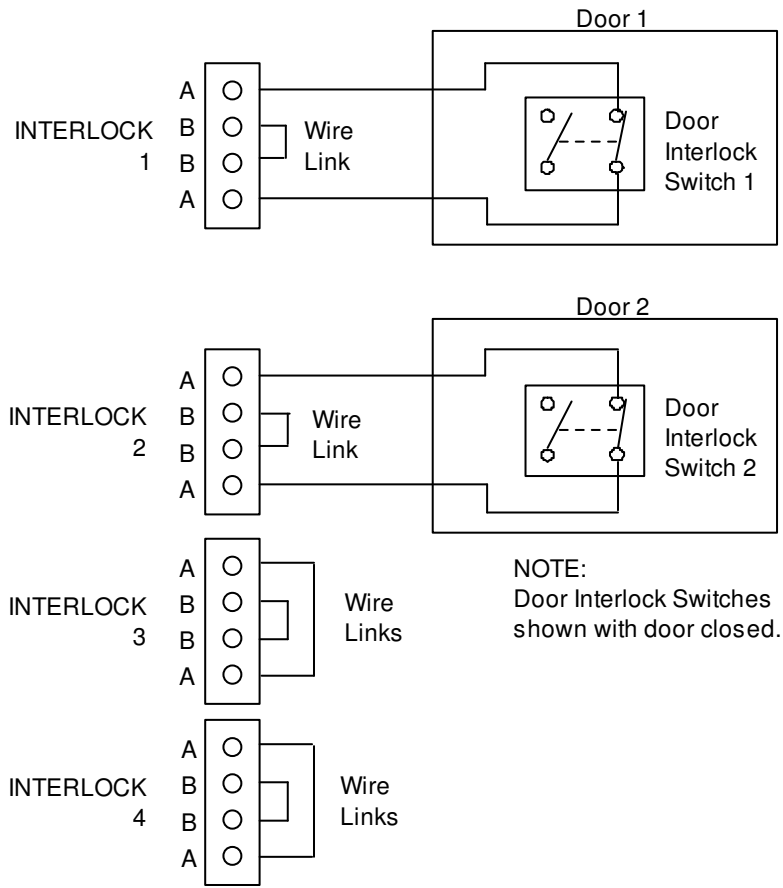 Door 1
A
INTERLOCK
1
B
B
A
Wire
Link
Door
Interlock
Switch 1
Door 2
A
INTERLOCK
2
B
B
A
Wire
Link
Door
Interlock
Switch 2
A
INTERLOCK
3
B
B
A
Wire
Links
NOTE:
Door Interlock Switches
shown with door closed.
A
INTERLOCK
4
B
B
A
Wire
Links